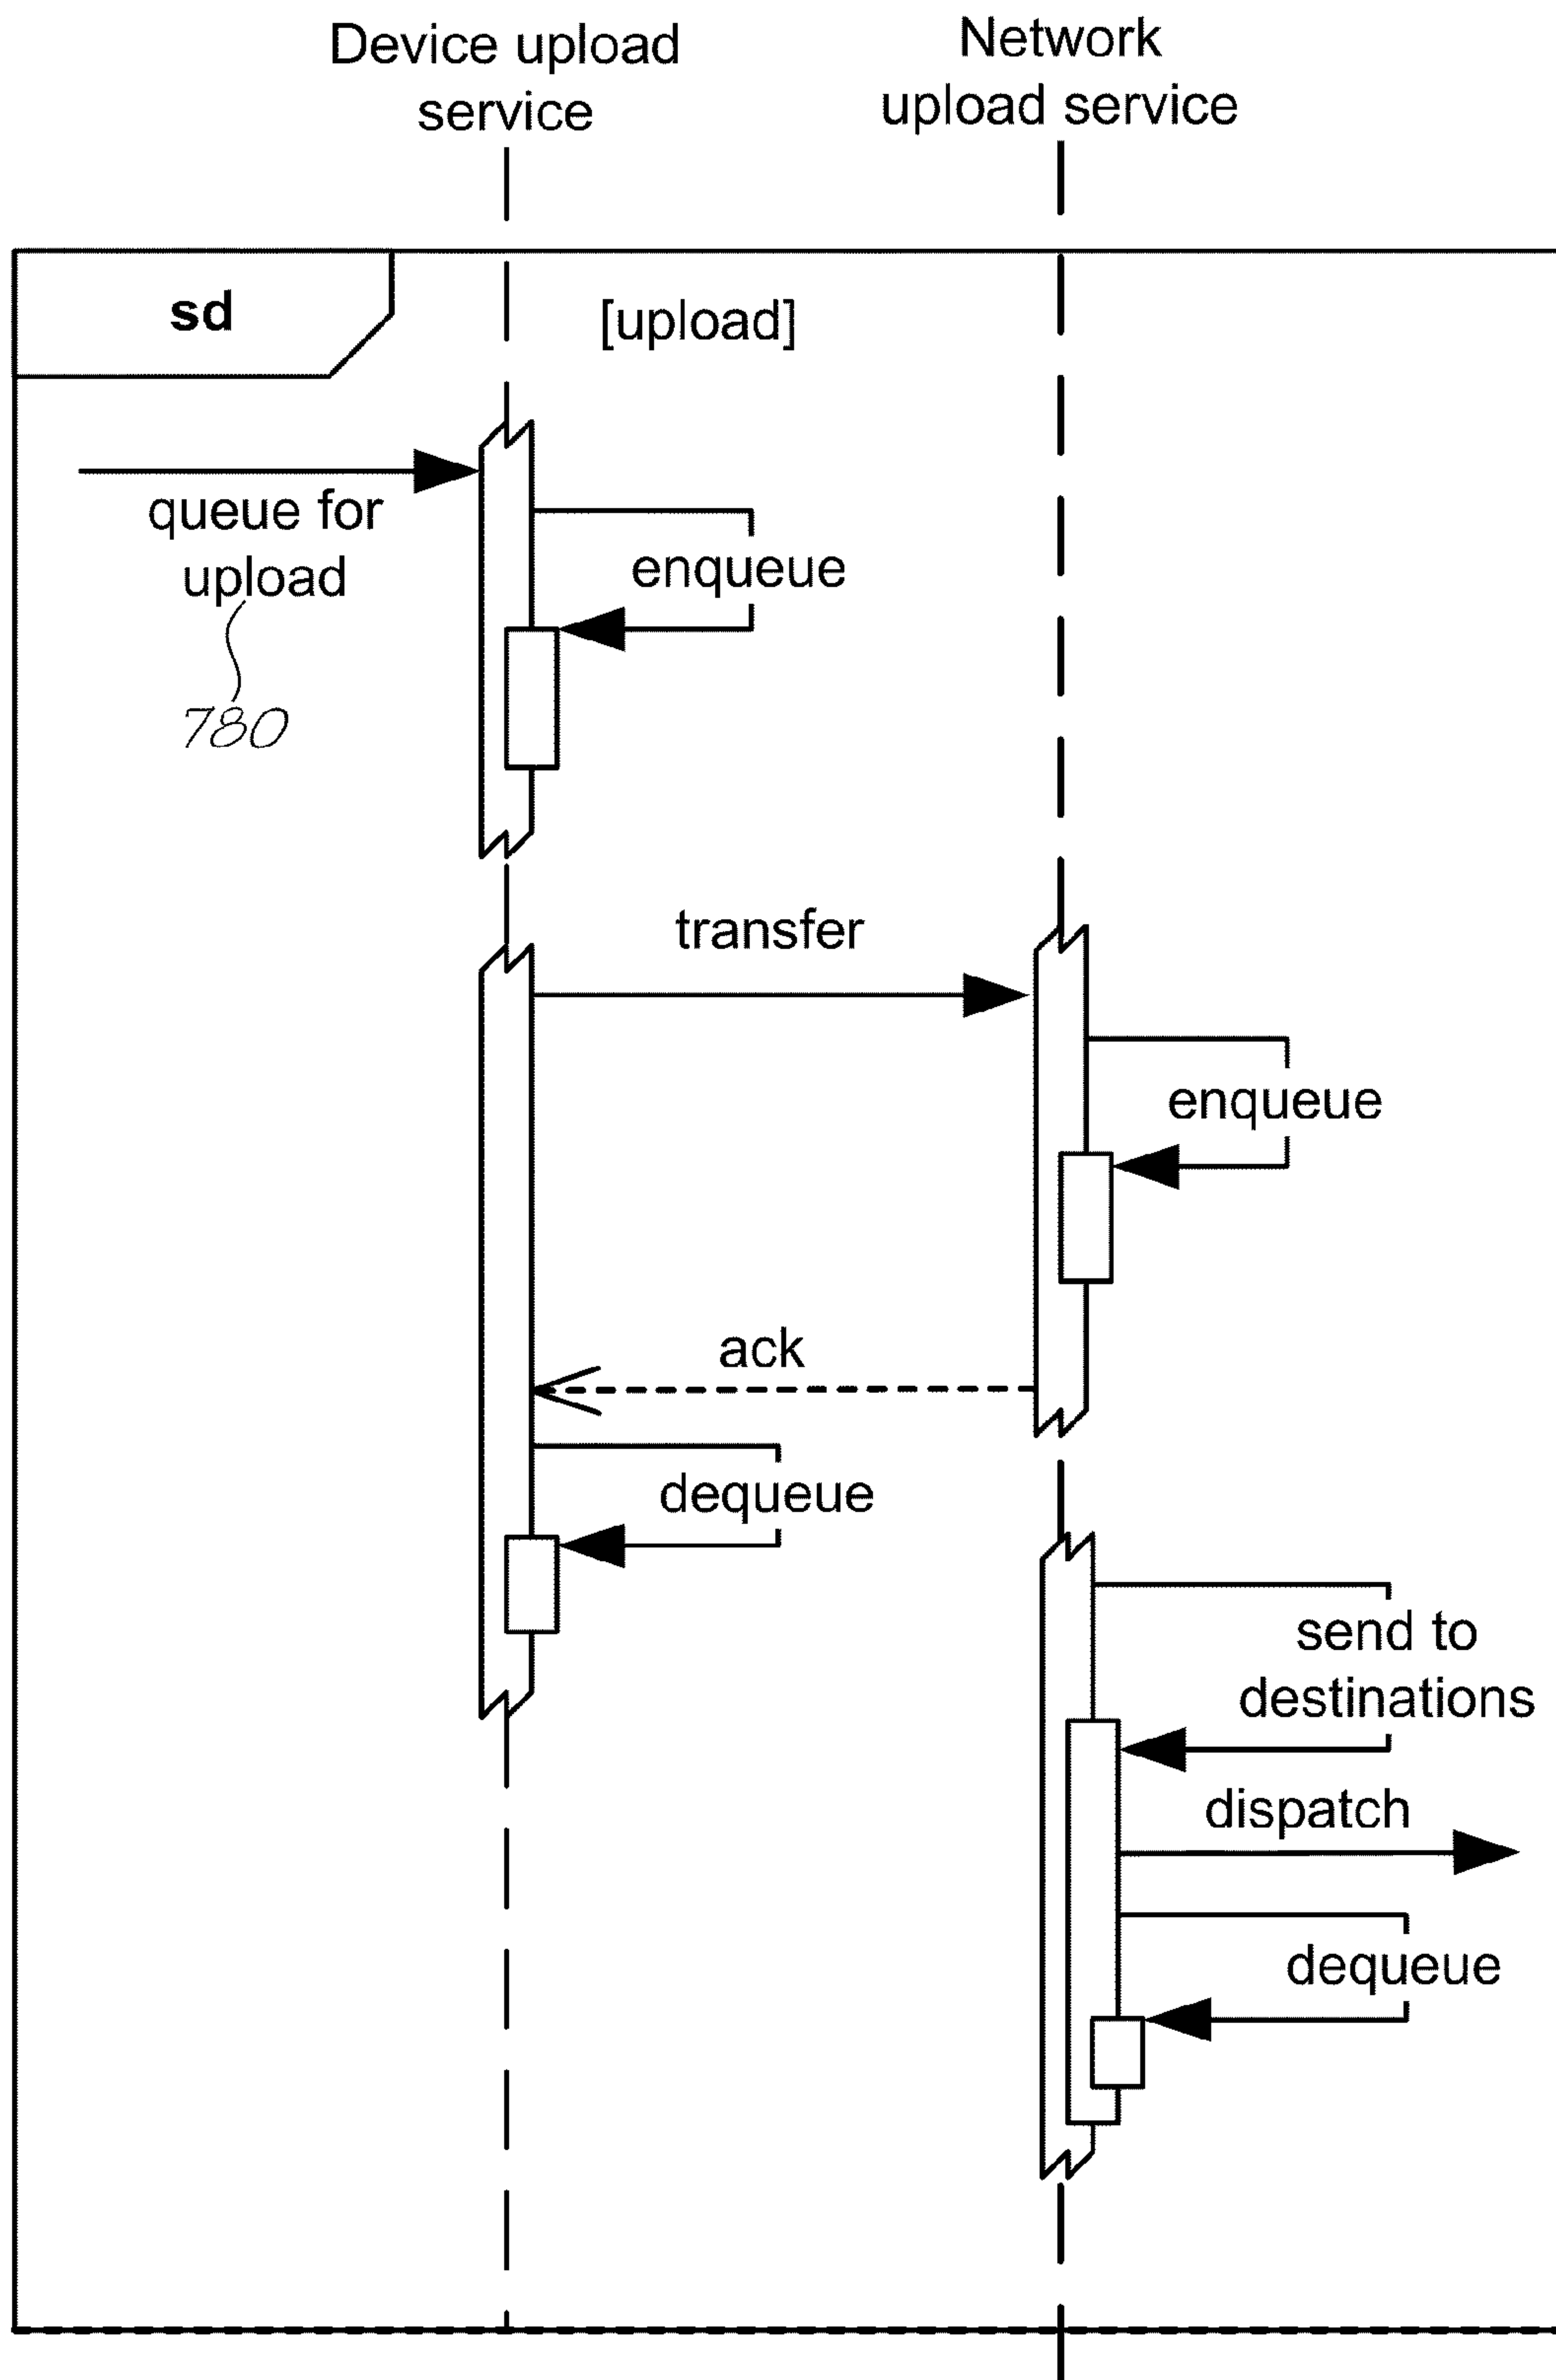 Device upload
service
Network
upload service
sd
[upload]
queue for
upload
780
enqueue
transfer
enqueue
ack
dequeue
send to
destinations
dispatch
dequeue